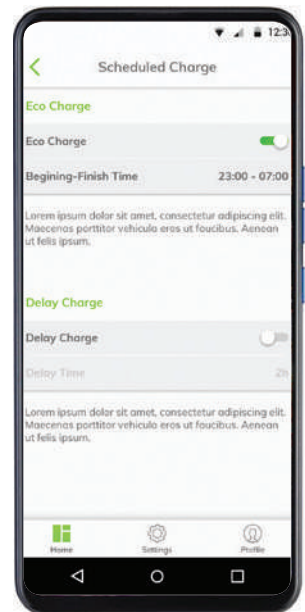 12:3
Scheduled Charge
Eco Charge
Eco Charge
Begining-Finish Time 23:00 - 07:00
Lorem ipsum dolor sit amet, consectetur adipiscing elit.
Maecenas porttitor vehicula eros ut faucibus. Aenean
ut felis ipsum.
Delay Charge
Delay Charge
Delay Time 2h
Lorem ipsum dolor sit amet, consectetur adipiscing elit.
Maecenas porttitor vehicula eros ut faucibus. Aenean
ut felis ipsum.
Home Settings Profile